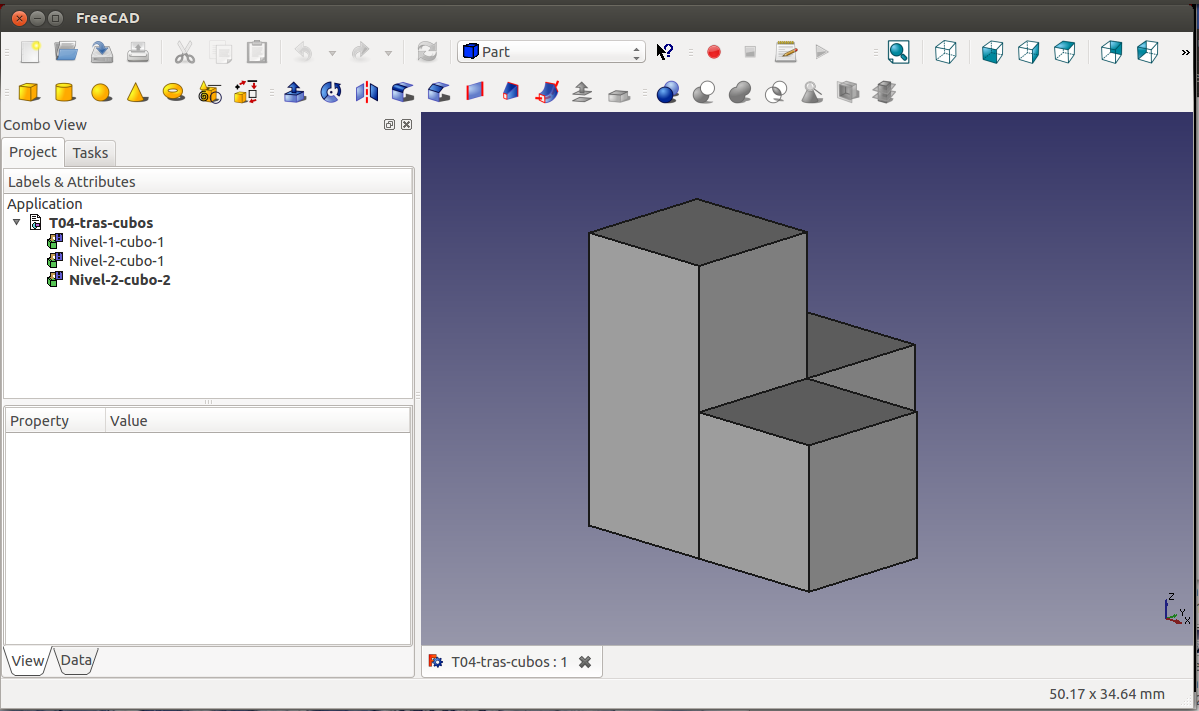 FreeCAD
Part
»
Combo View
Project
Tasks
Labels & Attributes
Application
T04-tras-cubos
Nivel-1-cubo-1
Nivel-2-cubo-1
Nivel-2-cubo-2
Property
Value
Z
Y
X
View
Data
T04-tras-cubos : 1
50.17 x 34.64 mm